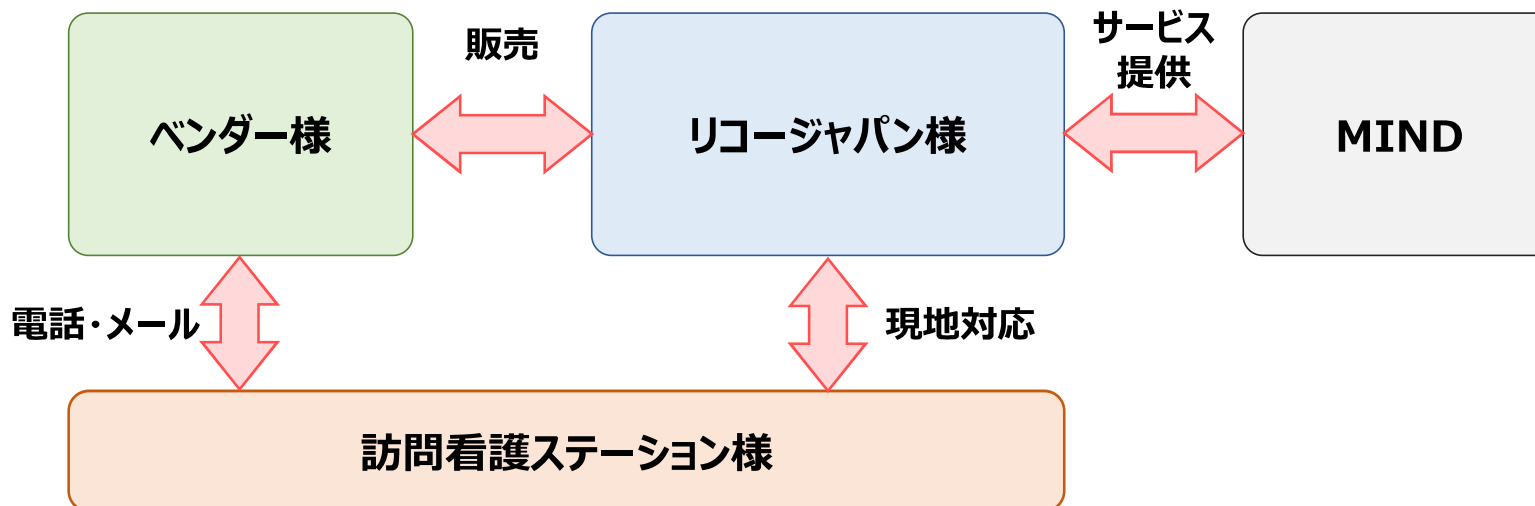 ベンダー様
販売
リコージャパン様
サービス
提供
MIND
電話・メール
現地対応
訪問看護ステーション様